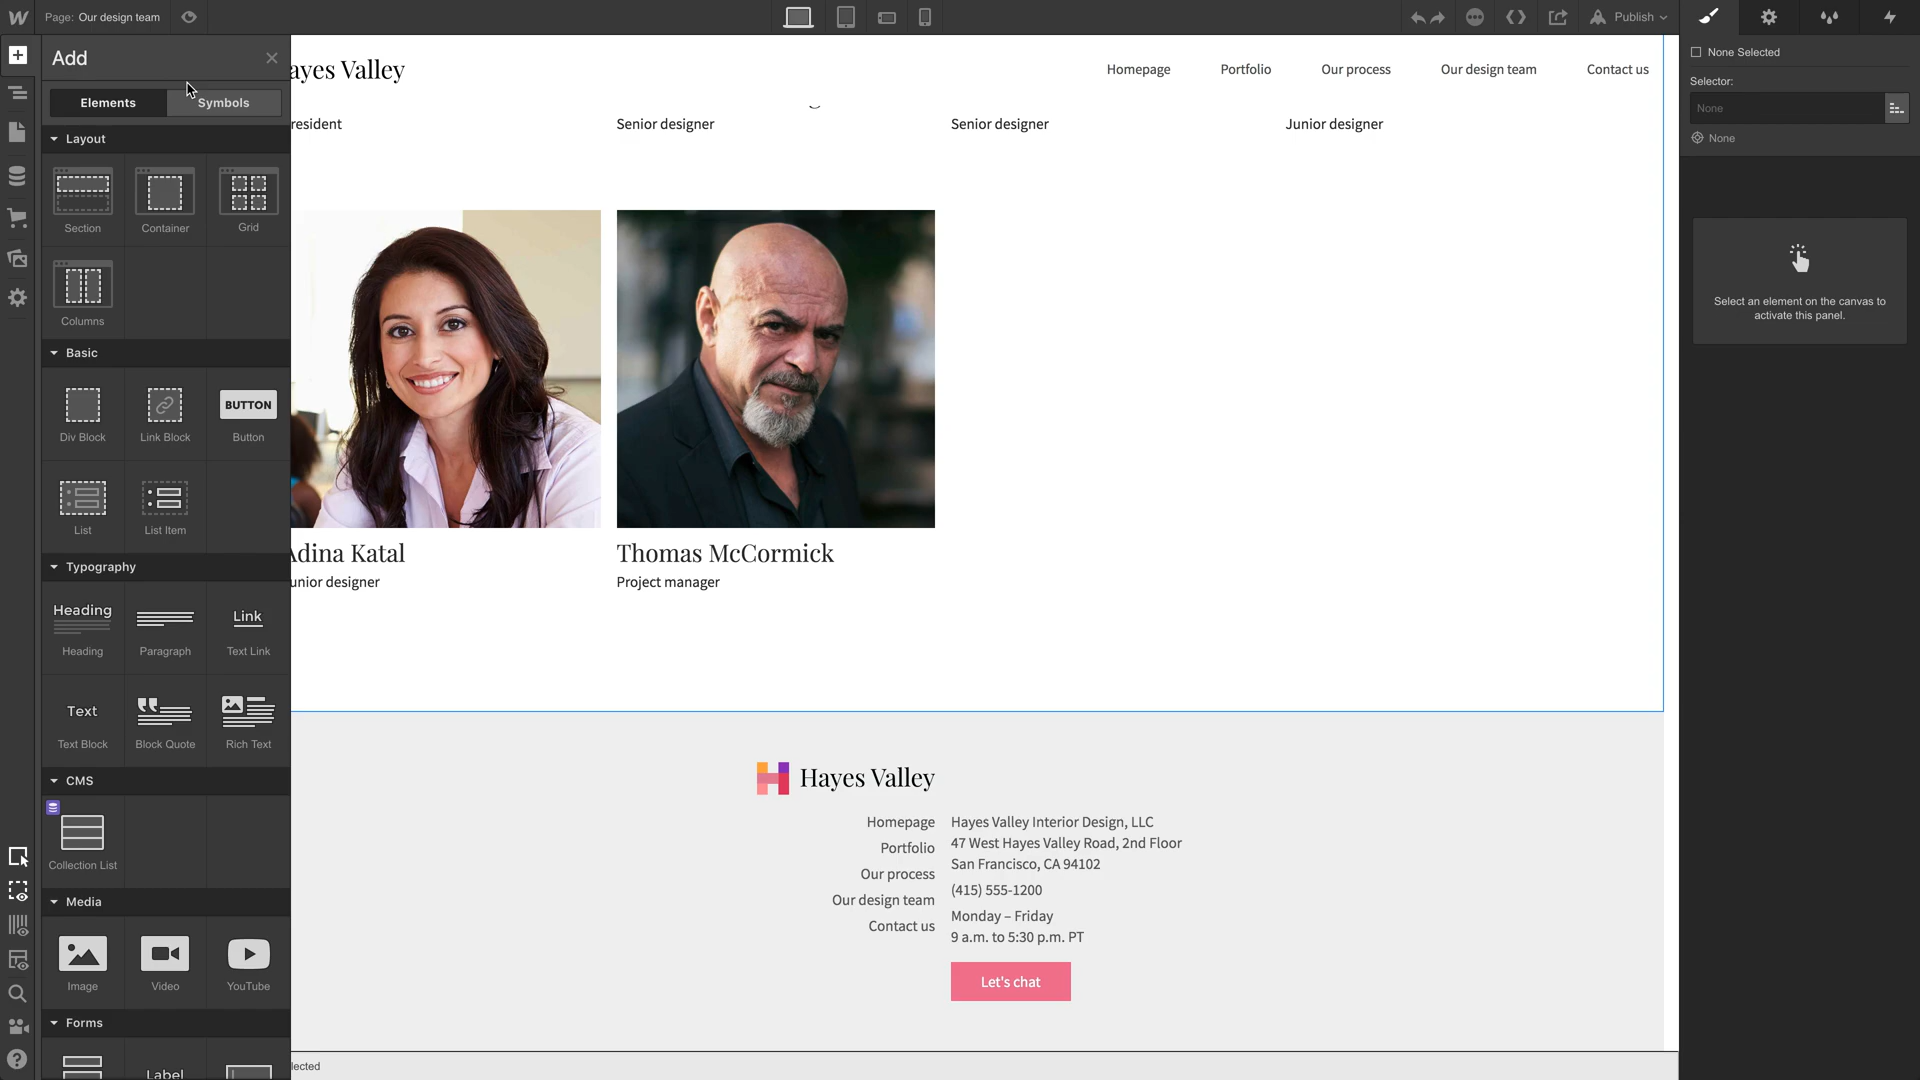 Page: Our design team
Publish
Add
Elements
Symbols
Layout
Section
Container
Grid
Columns
Basic
Div Block
Link Block
BUTTON
Button
List
List Item
Typography
Heading
Heading
Paragraph
Link
Text Link
Text
Text Block
Block Quote
Rich Text
CMS
Collection List
Media
Image
Video
YouTube
Forms
Label
ayes Valley
Homepage
Portfolio
Our process
Our design team
Contact us
resident
Senior designer
Senior designer
Junior designer
Adina Katal
unior designer
Thomas McCormick
Project manager
Hayes Valley
Homepage
Portfolio
Our process
Our design team
Contact us
Hayes Valley Interior Design, LLC
47 West Hayes Valley Road, 2nd Floor
San Francisco, CA 94102
(415) 555-1200
Monday – Friday
9 a.m. to 5:30 p.m. PT
Let's chat
lected
None Selected
Selector:
None
None
Select an element on the canvas to
activate this panel.